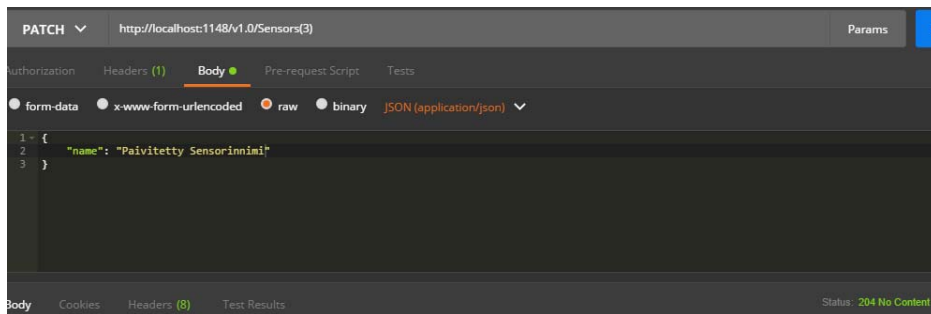 PATCH http://localhost:1148/v1.0/Sensors(3) Params
Authorization Headers (1) Body Pre-request Script Tests
form-data x-www-form-urlencoded raw binary JSON (application/json)
1 {
2 "name": "Paivitetty Sensorinnimi"
3 }
Body Cookies Headers (8) Test Results Status: 204 No Content